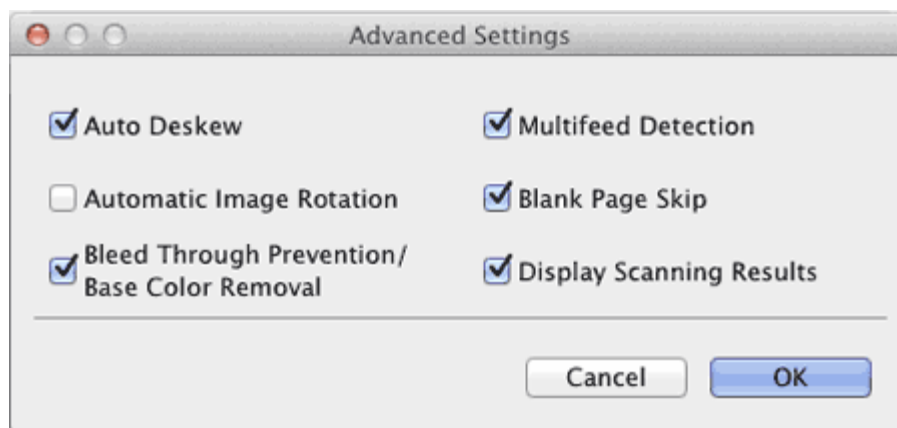 Advanced Settings
Auto Deskew
Multifeed Detection
Automatic Image Rotation
Blank Page Skip
Bleed Through Prevention/
Base Color Removal
Display Scanning Results
Cancel
OK